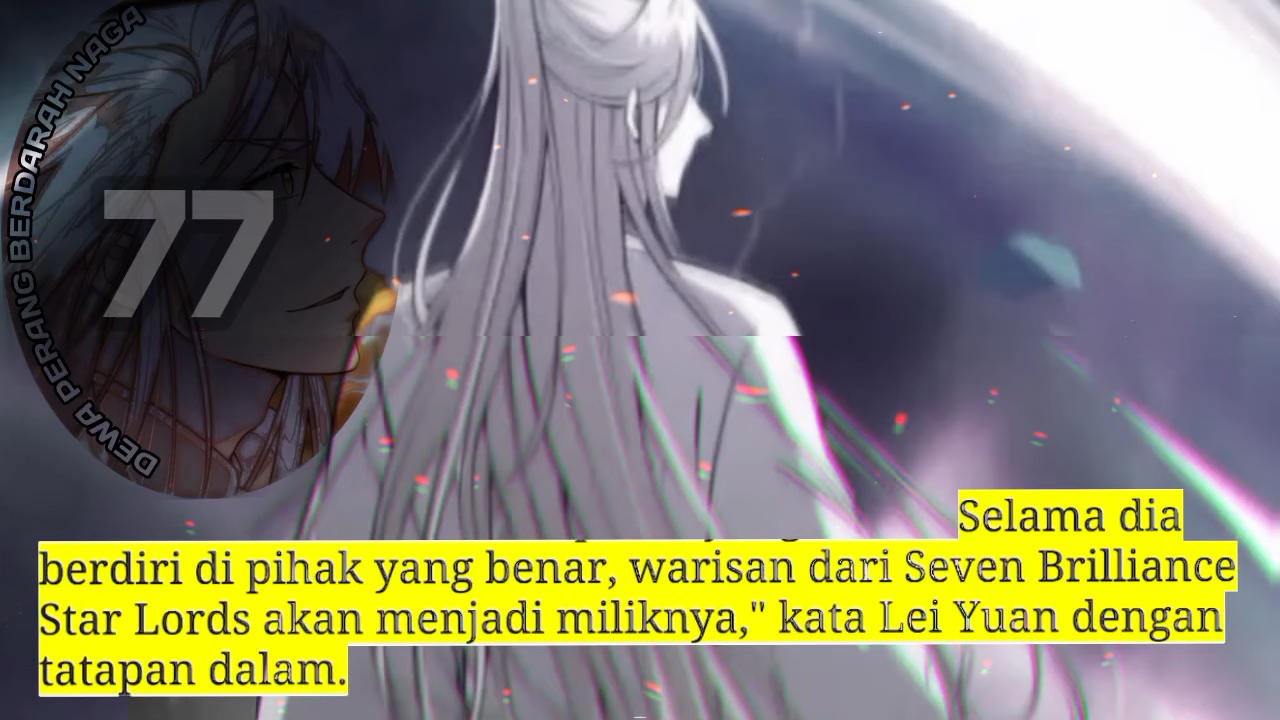 DEWA PERANG BERDARAH NAGA
77
Selama dia
berdiri di pihak yang benar, warisan dari Seven Brilliance
Star Lords akan menjadi miliknya," kata Lei Yuan dengan
tatapan dalam.